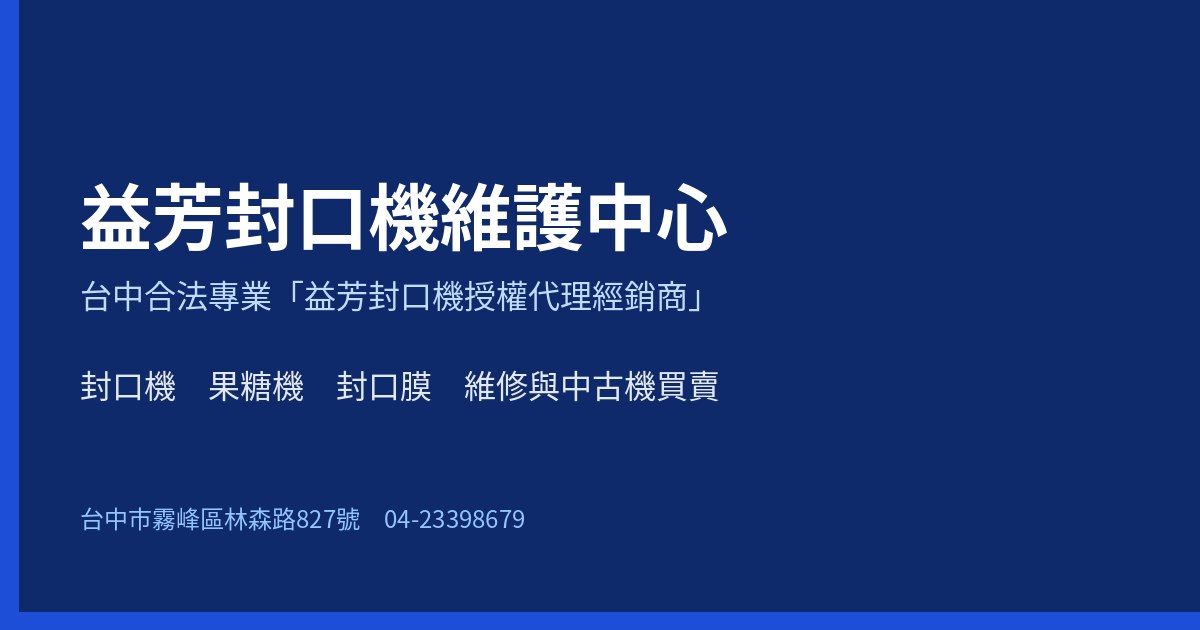 益芳封口機維護中心
台中合法專業「益芳封口機授權代理經銷商」
封口機　果糖機　封口膜　維修與中古機買賣
台中市霧峰區林森路827號　04-23398679